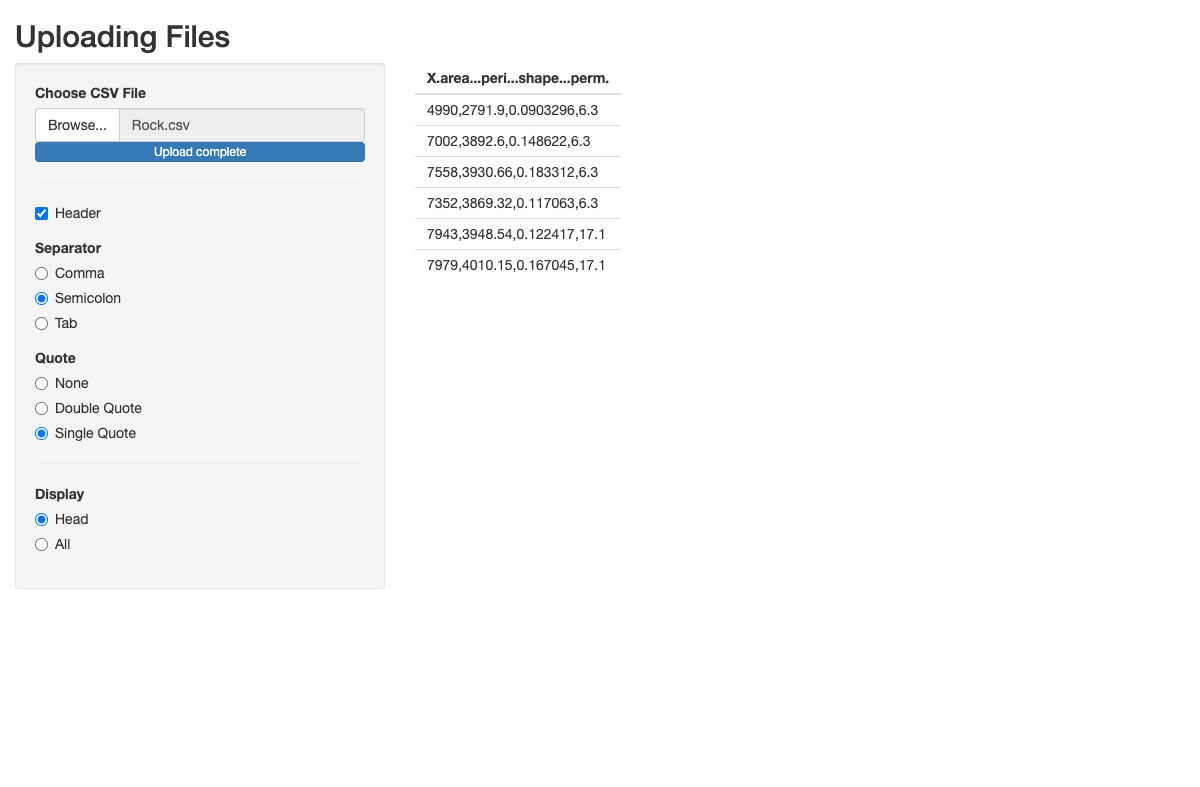 Uploading Files
Choose CSV File
Browse... Rock.csv
Upload complete
Header
Separator
Comma
Semicolon
Tab
Quote
None
Double Quote
Single Quote
Display
Head
All
X.area...peri...shape...perm.
4990,2791.9,0.0903296,6.3
7002,3892.6,0.148622,6.3
7558,3930.66,0.183312,6.3
7352,3869.32,0.117063,6.3
7943,3948.54,0.122417,17.1
7979,4010.15,0.167045,17.1